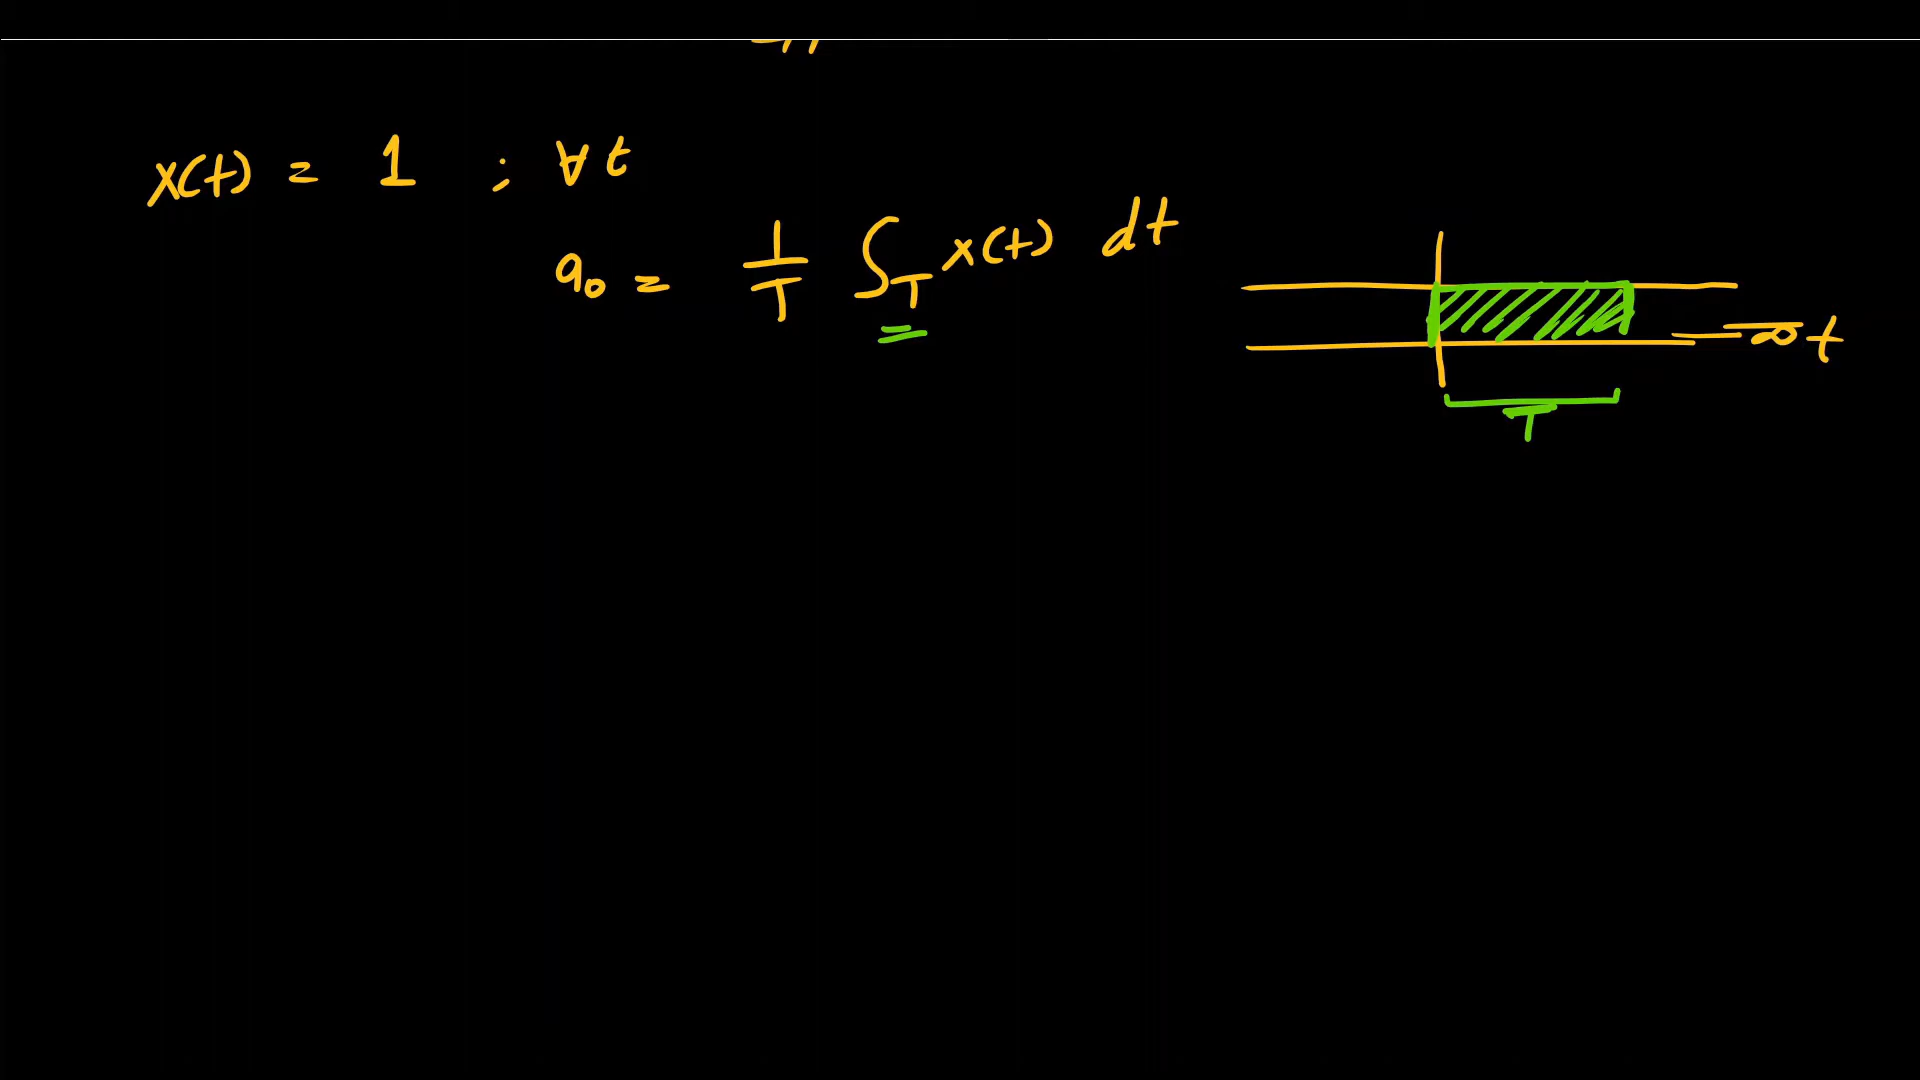 x(t) = 1 ; ∀ t
a₀ = 1/T ∫_T x(t) dt
∞ t
T